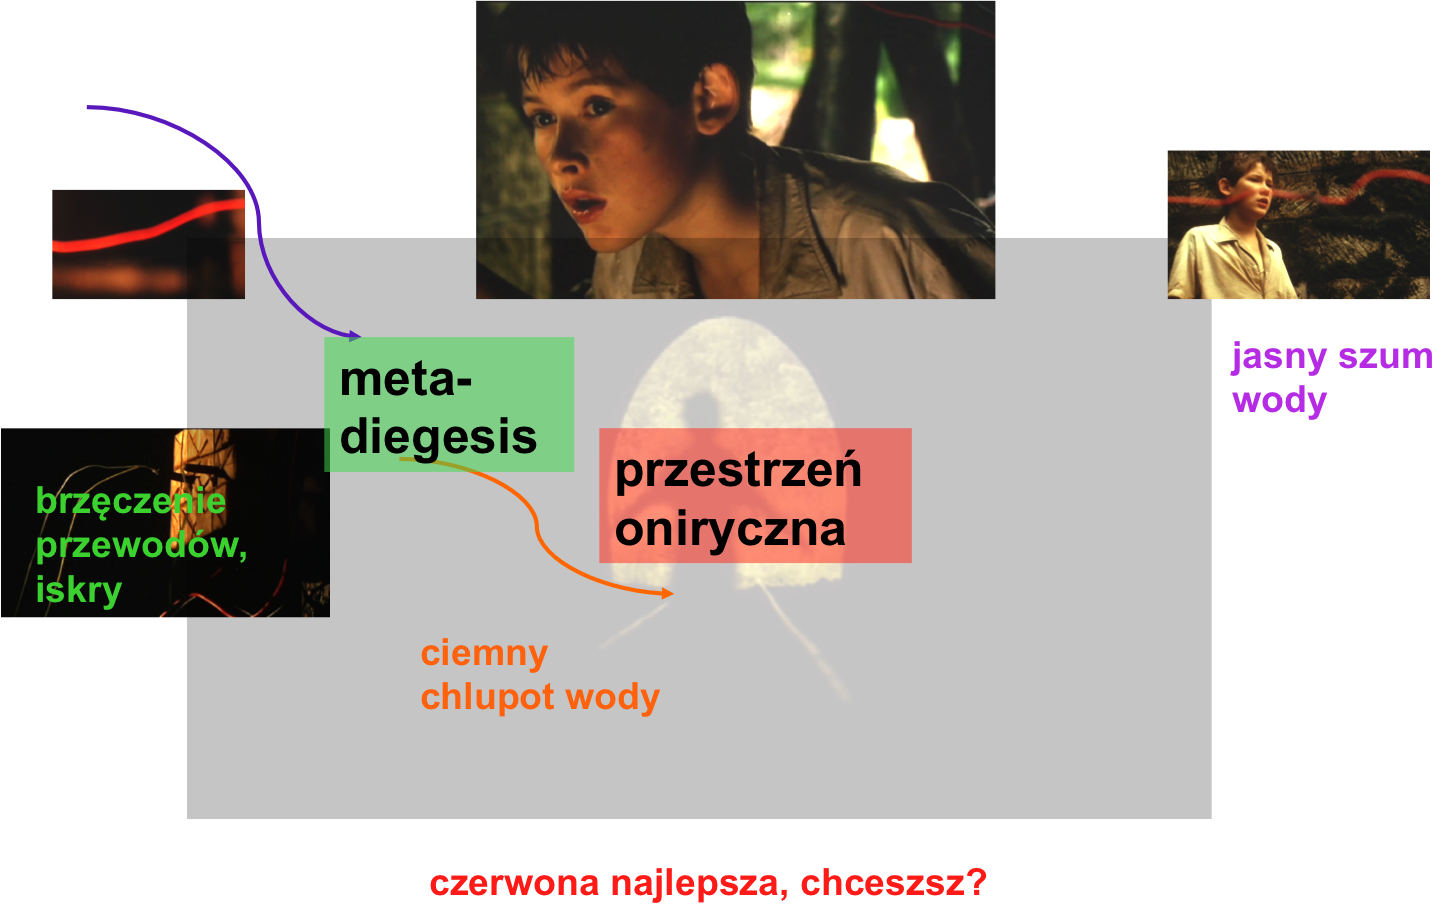 meta-
diegesis
przestrzeń
oniryczna
jasny szum
wody
brzęczenie
przewodów,
iskry
ciemny
chlupot wody
czerwona najlepsza, chceszsz?